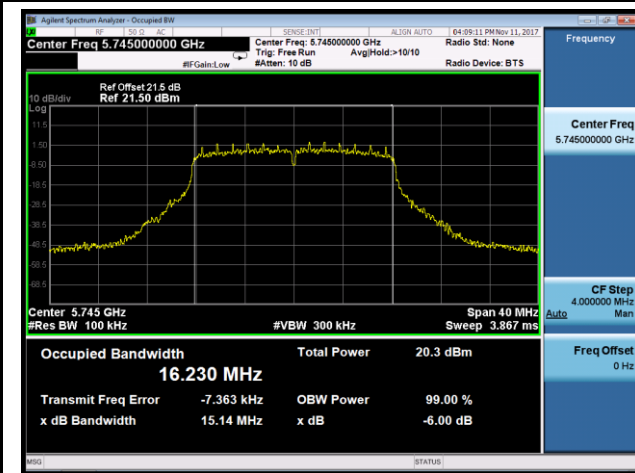 Agilent Spectrum Analyzer - Occupied BW
RF 50 Ω AC SENSE:INT ALIGN AUTO 04:09:11 PM Nov 11, 2017
Center Freq 5.745000000 GHz Center Freq: 5.745000000 GHz Radio Std: None Frequency
Trig: Free Run Avg|Hold:>10/10
#IFGain:Low #Atten: 10 dB Radio Device: BTS
Ref Offset 21.5 dB
10 dB/div Ref 21.50 dBm
Log
11.5
1.50
-8.50
-18.5
-28.5
-38.5
-48.5
-58.5
-68.5
Center 5.745 GHz Span 40 MHz
#Res BW 100 kHz #VBW 300 kHz Sweep 3.867 ms
Occupied Bandwidth Total Power 20.3 dBm
16.230 MHz
Transmit Freq Error -7.363 kHz OBW Power 99.00 %
x dB Bandwidth 15.14 MHz x dB -6.00 dB
Center Freq
5.745000000 GHz
CF Step
4.000000 MHz
Auto Man
Freq Offset
0 Hz
MSG STATUS